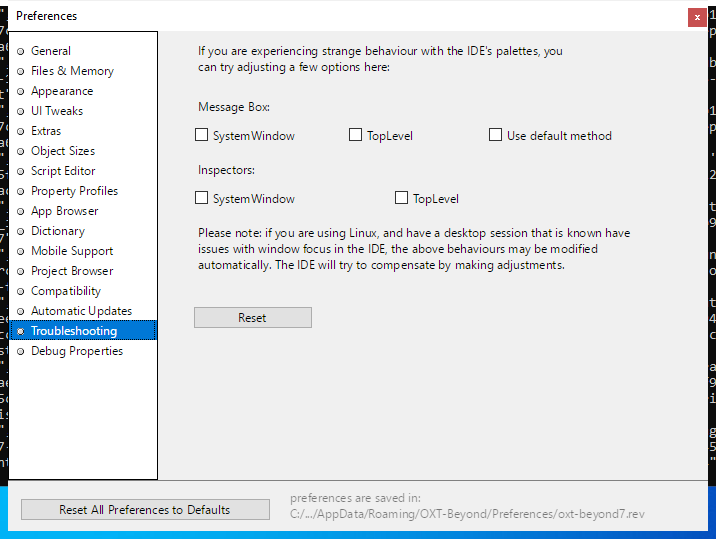 Preferences
x
General
Files & Memory
Appearance
UI Tweaks
Extras
Object Sizes
Script Editor
Property Profiles
App Browser
Dictionary
Mobile Support
Project Browser
Compatibility
Automatic Updates
Troubleshooting
Debug Properties
If you are experiencing strange behaviour with the IDE's palettes, you
can try adjusting a few options here:
Message Box:
SystemWindow TopLevel Use default method
Inspectors:
SystemWindow TopLevel
Please note: if you are using Linux, and have a desktop session that is known have
issues with window focus in the IDE, the above behaviours may be modified
automatically. The IDE will try to compensate by making adjustments.
Reset
Reset All Preferences to Defaults
preferences are saved in:
C:/.../AppData/Roaming/OXT-Beyond/Preferences/oxt-beyond7.rev